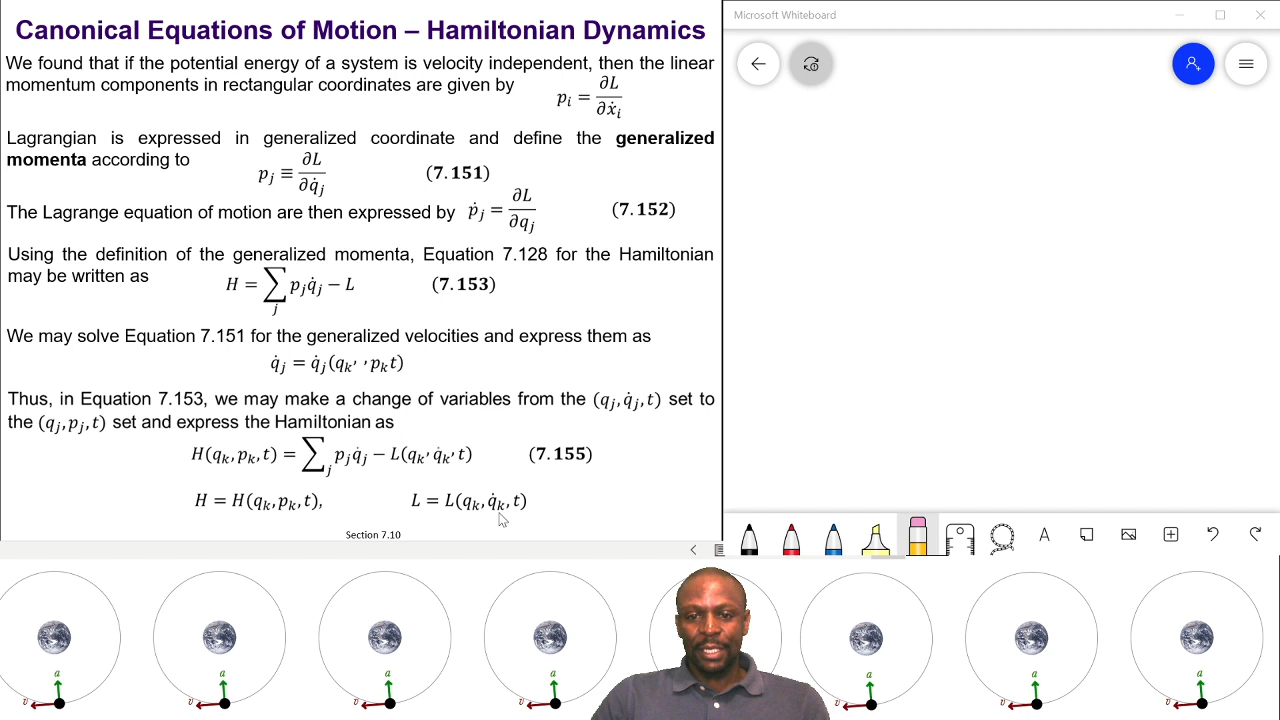 Canonical Equations of Motion – Hamiltonian Dynamics
Microsoft Whiteboard
We found that if the potential energy of a system is velocity independent, then the linear
momentum components in rectangular coordinates are given by p_i = ∂L/∂ẋ_i
Lagrangian is expressed in generalized coordinate and define the generalized
momenta according to p_j ≡ ∂L/∂q̇_j (7.151)
The Lagrange equation of motion are then expressed by ṗ_j = ∂L/∂q_j (7.152)
Using the definition of the generalized momenta, Equation 7.128 for the Hamiltonian
may be written as H = ∑_j p_j q̇_j − L (7.153)
We may solve Equation 7.151 for the generalized velocities and express them as
q̇_j = q̇_j(q_k, , p_k t)
Thus, in Equation 7.153, we may make a change of variables from the (q_j, q̇_j, t) set to
the (q_j, p_j, t) set and express the Hamiltonian as
H(q_k, p_k, t) = ∑_j p_j q̇_j − L(q_k, q̇_k, t) (7.155)
H = H(q_k, p_k, t), L = L(q_k, q̇_k, t)
Section 7.10
A
a a a a a a a
v v v v v v v